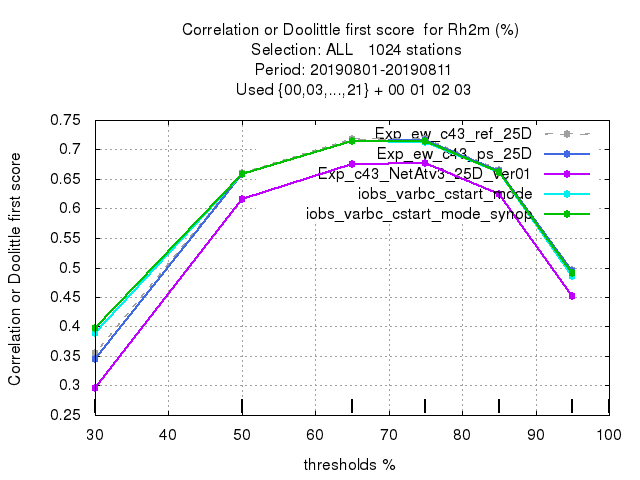 Correlation or Doolittle first score  for Rh2m (%)
Selection: ALL   1024 stations
Period: 20190801-20190811
Used {00,03,...,21} + 00 01 02 03
Correlation or Doolittle first score
0.75
0.7
0.65
0.6
0.55
0.5
0.45
0.4
0.35
0.3
0.25
Exp_ew_c43_ref_25D
Exp_ew_c43_ps_25D
Exp_c43_NetAtv3_25D_Ver01
iobs_varbc_cstart_mode
iobs_varbc_cstart_mode_synop
30 40 50 60 70 80 90 100
thresholds %